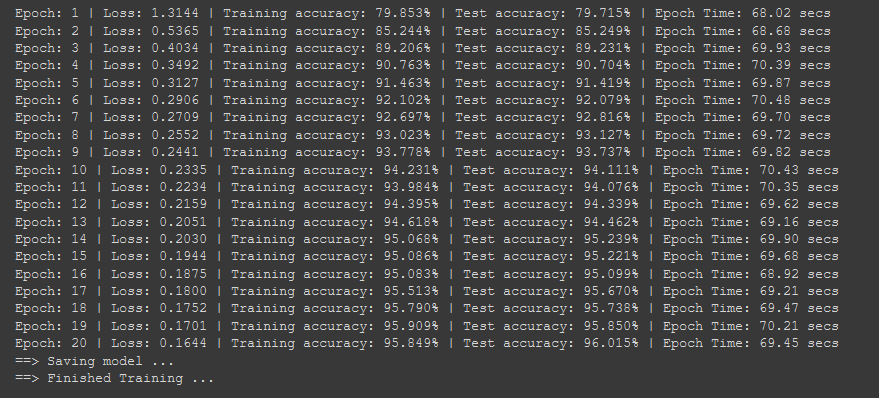 Epoch: 1 | Loss: 1.3144 | Training accuracy: 79.853% | Test accuracy: 79.715% | Epoch Time: 68.02 secs
Epoch: 2 | Loss: 0.5365 | Training accuracy: 85.244% | Test accuracy: 85.249% | Epoch Time: 68.68 secs
Epoch: 3 | Loss: 0.4034 | Training accuracy: 89.206% | Test accuracy: 89.231% | Epoch Time: 69.93 secs
Epoch: 4 | Loss: 0.3492 | Training accuracy: 90.763% | Test accuracy: 90.704% | Epoch Time: 70.39 secs
Epoch: 5 | Loss: 0.3127 | Training accuracy: 91.463% | Test accuracy: 91.419% | Epoch Time: 69.87 secs
Epoch: 6 | Loss: 0.2906 | Training accuracy: 92.102% | Test accuracy: 92.079% | Epoch Time: 70.48 secs
Epoch: 7 | Loss: 0.2709 | Training accuracy: 92.697% | Test accuracy: 92.816% | Epoch Time: 69.70 secs
Epoch: 8 | Loss: 0.2552 | Training accuracy: 93.023% | Test accuracy: 93.127% | Epoch Time: 69.72 secs
Epoch: 9 | Loss: 0.2441 | Training accuracy: 93.778% | Test accuracy: 93.737% | Epoch Time: 69.82 secs
Epoch: 10 | Loss: 0.2335 | Training accuracy: 94.231% | Test accuracy: 94.111% | Epoch Time: 70.43 secs
Epoch: 11 | Loss: 0.2234 | Training accuracy: 93.984% | Test accuracy: 94.076% | Epoch Time: 70.35 secs
Epoch: 12 | Loss: 0.2159 | Training accuracy: 94.395% | Test accuracy: 94.339% | Epoch Time: 69.62 secs
Epoch: 13 | Loss: 0.2051 | Training accuracy: 94.618% | Test accuracy: 94.462% | Epoch Time: 69.16 secs
Epoch: 14 | Loss: 0.2030 | Training accuracy: 95.068% | Test accuracy: 95.239% | Epoch Time: 69.90 secs
Epoch: 15 | Loss: 0.1944 | Training accuracy: 95.086% | Test accuracy: 95.221% | Epoch Time: 69.68 secs
Epoch: 16 | Loss: 0.1875 | Training accuracy: 95.083% | Test accuracy: 95.099% | Epoch Time: 68.92 secs
Epoch: 17 | Loss: 0.1800 | Training accuracy: 95.513% | Test accuracy: 95.670% | Epoch Time: 69.21 secs
Epoch: 18 | Loss: 0.1752 | Training accuracy: 95.790% | Test accuracy: 95.738% | Epoch Time: 69.47 secs
Epoch: 19 | Loss: 0.1701 | Training accuracy: 95.909% | Test accuracy: 95.850% | Epoch Time: 70.21 secs
Epoch: 20 | Loss: 0.1644 | Training accuracy: 95.849% | Test accuracy: 96.015% | Epoch Time: 69.45 secs
==> Saving model ...
==> Finished Training ...